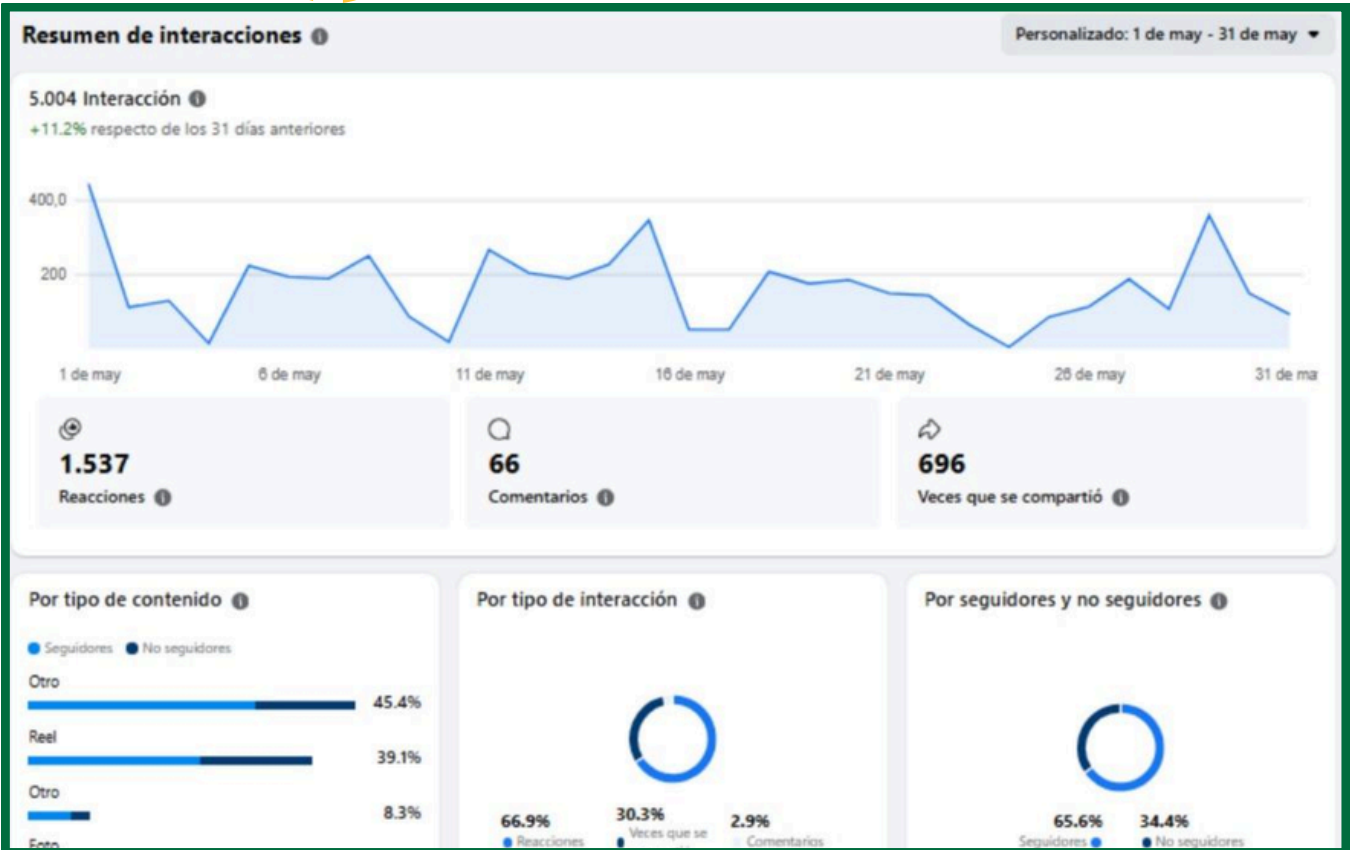 Resumen de interacciones
Personalizado: 1 de may - 31 de may
5.004 Interacción
+11.2% respecto de los 31 días anteriores
400,0
200
1 de may
6 de may
11 de may
16 de may
21 de may
26 de may
31 de ma
1.537
Reacciones
66
Comentarios
696
Veces que se compartió
Por tipo de contenido
Seguidores No seguidores
Otro
45.4%
Reel
39.1%
Otro
8.3%
Foto
Por tipo de interacción
66.9%
Reacciones
30.3%
Veces que se
2.9%
Comentarios
Por seguidores y no seguidores
65.6%
Seguidores
34.4%
No seguidores